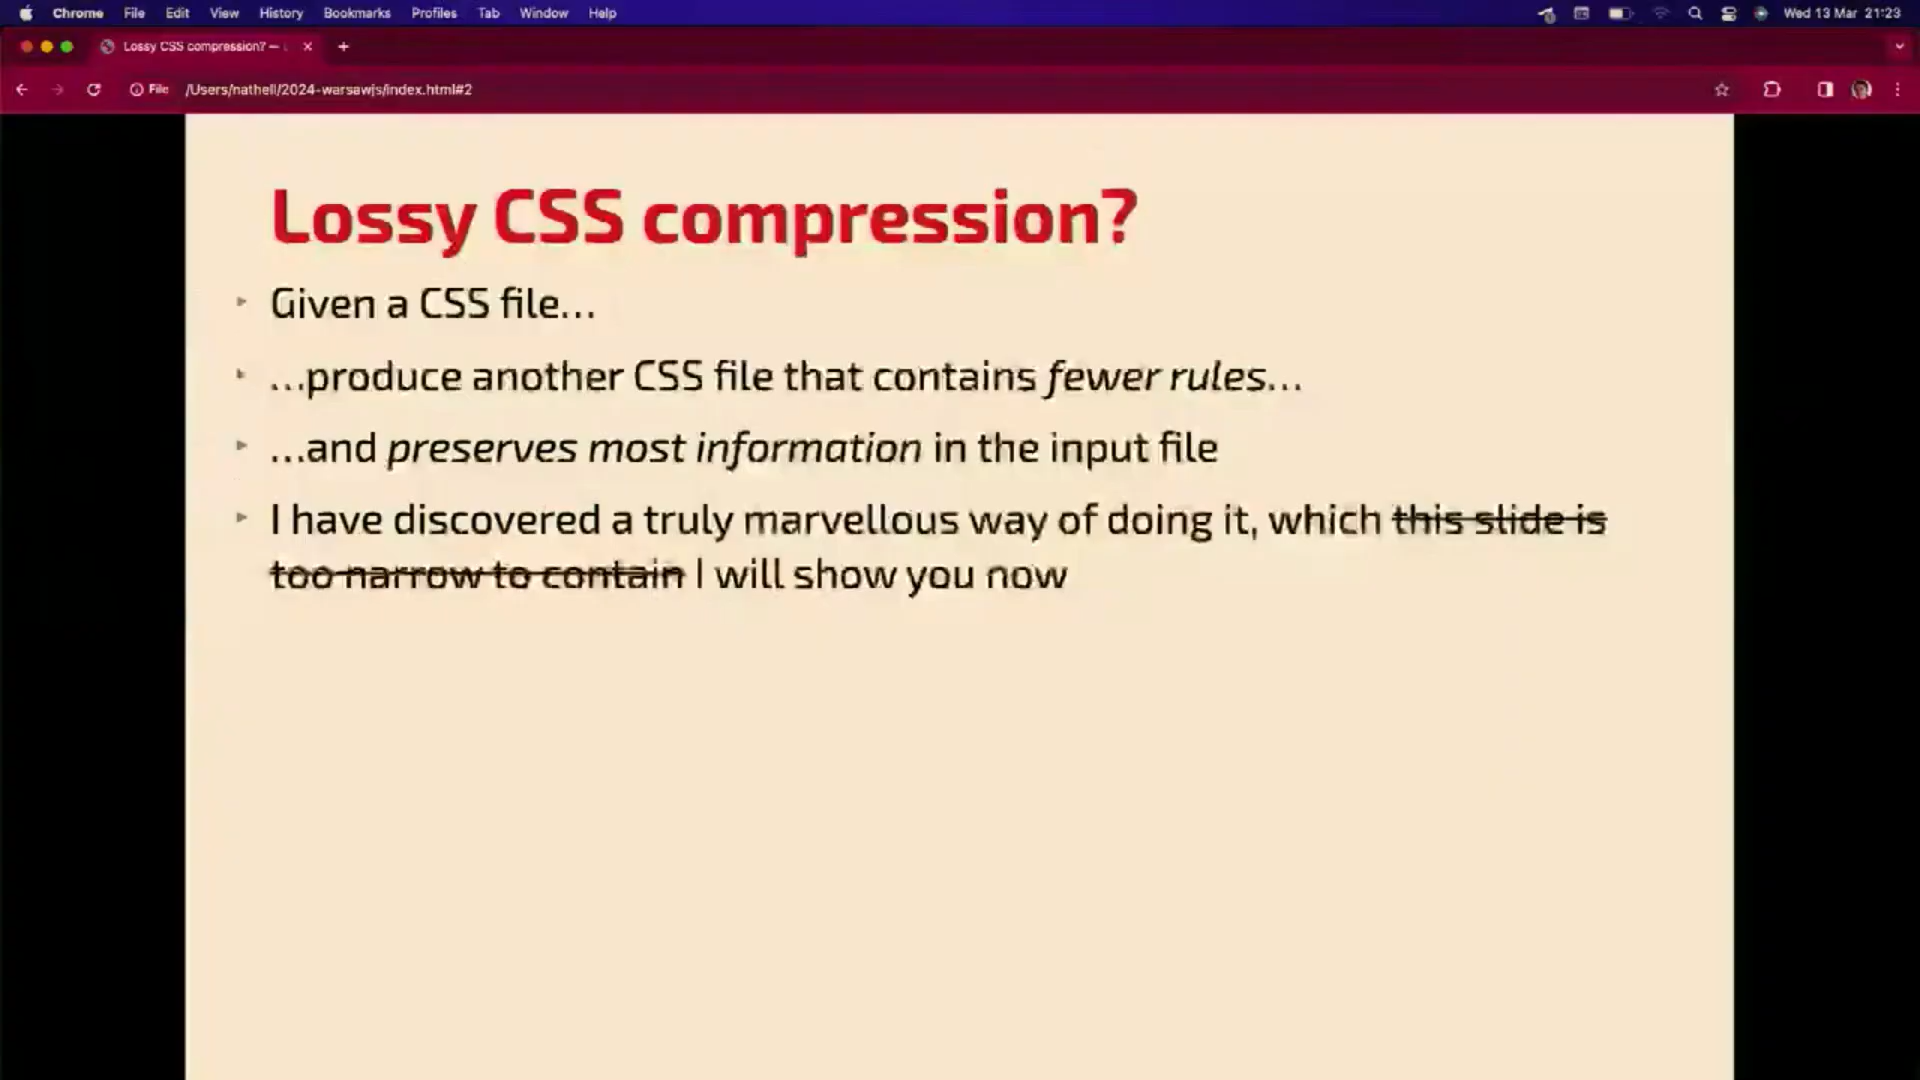 Chrome File Edit View History Bookmarks Profiles Tab Window Help Wed 13 Mar 21:23
Lossy CSS compression? —
File /Users/nathell/2024-warsawjs/index.html#2
Lossy CSS compression?
Given a CSS file…
…produce another CSS file that contains fewer rules…
…and preserves most information in the input file
I have discovered a truly marvellous way of doing it, which this slide is
too narrow to contain I will show you now